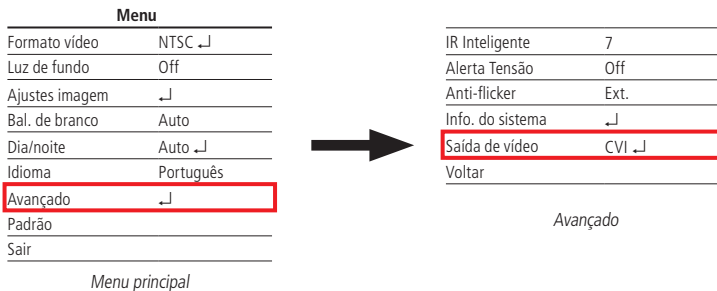 Menu
Formato vídeo NTSC ↵
Luz de fundo Off
Ajustes imagem ↵
Bal. de branco Auto
Dia/noite Auto ↵
Idioma Português
Avançado ↵
Padrão
Sair
Menu principal
IR Inteligente 7
Alerta Tensão Off
Anti-flicker Ext.
Info. do sistema ↵
Saída de vídeo CVI ↵
Voltar
Avançado